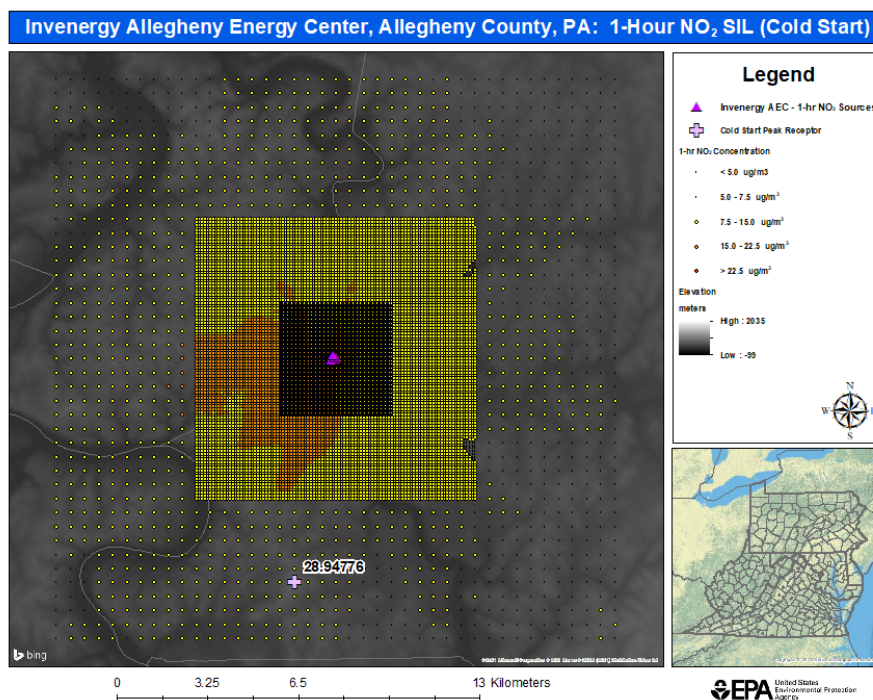 Invenergy Allegheny Energy Center, Allegheny County, PA: 1-Hour NO₂ SIL (Cold Start)
Legend
Invenergy AEC - 1-hr NO₂ Sources
Cold Start Peak Receptor
1-hr NO₂ Concentration
< 5.0 ug/m3
5.0 - 7.5 ug/m³
7.5 - 15.0 ug/m³
15.0 - 22.5 ug/m³
> 22.5 ug/m³
Elevation
meters
High : 2035
Low : -99
N
W
S
28.94776
bing
0 3.25 6.5 13 Kilometers
EPA
United States
Environmental Protection
Agency